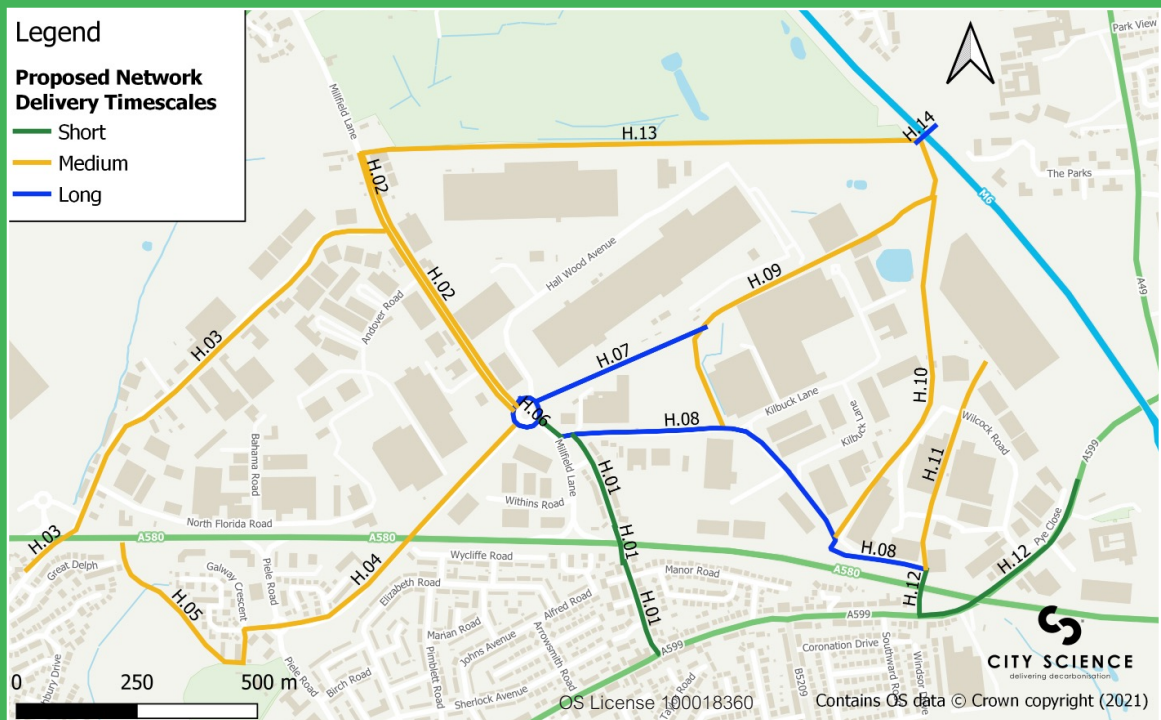 Legend
Proposed Network
Delivery Timescales
Short
Medium
Long
Park View
Millfield Lane
H.14
H.13
H.02
The Parks
M6
Hall Wood Avenue
H.09
H.02
A49
Andover Road
H.03
H.07
H.10
Kilbuck Lane
H.06
H.08
Kilbuck Lane
Wilcock Road
Millfield Lane
H.11
A599
Bahama Road
H.01
Withins Road
North Florida Road
Aye Close
A580
A580
H.03
H.01
Wycliffe Road
H.08
H.12
Great Delph
Galway Crescent
Piele Road
H.04
Elizabeth Road
Manor Road
A580
H.12
H.05
Alfred Road
H.01
A599
Marian Road
Johns Avenue
Arrowsmith Road
A599
Coronation Drive
Southward Road
CITY SCIENCE
delivering decarbonisation
Piele Road
Birch Road
Pimblett Road
Sherlock Avenue
B5209
0 250 500 m
OS License 100018360
Contains OS data © Crown copyright (2021)